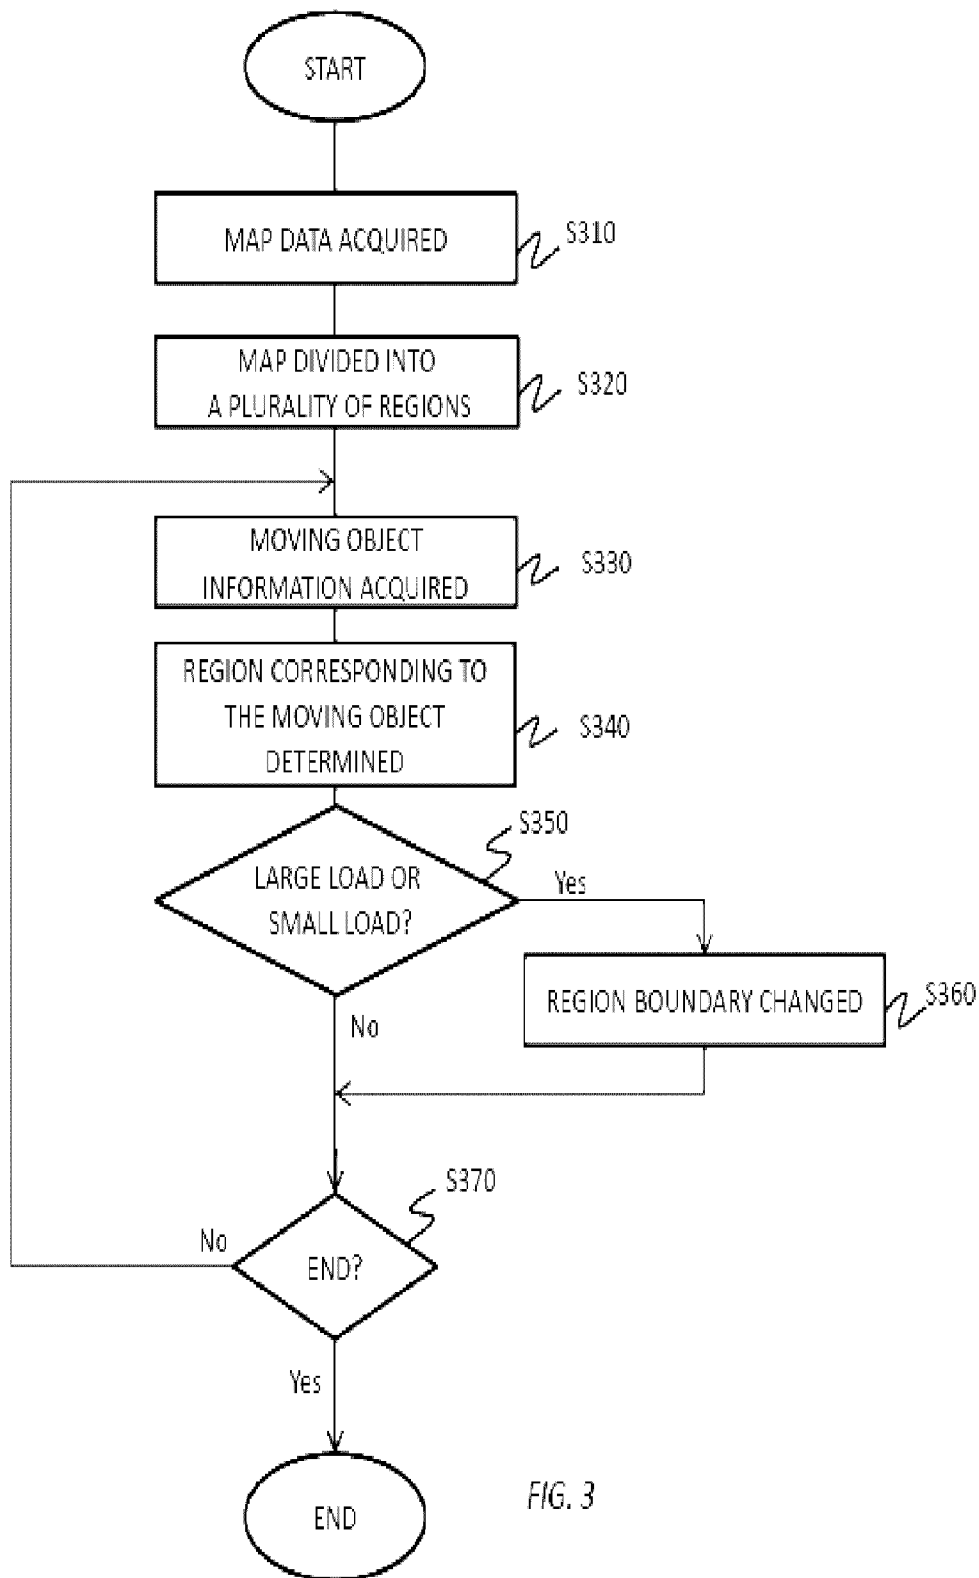 START
MAP DATA ACQUIRED
S310
MAP DIVIDED INTO
A PLURALITY OF REGIONS
S320
MOVING OBJECT
INFORMATION ACQUIRED
S330
REGION CORRESPONDING TO
THE MOVING OBJECT
DETERMINED
S340
S350
LARGE LOAD OR
SMALL LOAD?
Yes
REGION BOUNDARY CHANGED
S360
No
S370
No
END?
Yes
END
FIG. 3